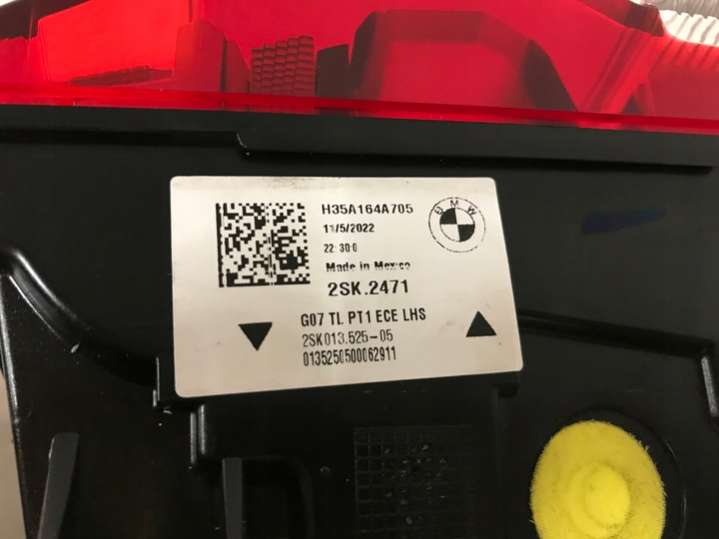 H35A164A705
BMW
11/5/2022
22:30:0
Made in Mexico
2SK.2471
G07 TL PT1 ECE LHS
2SK013.525-05
0135250500062911